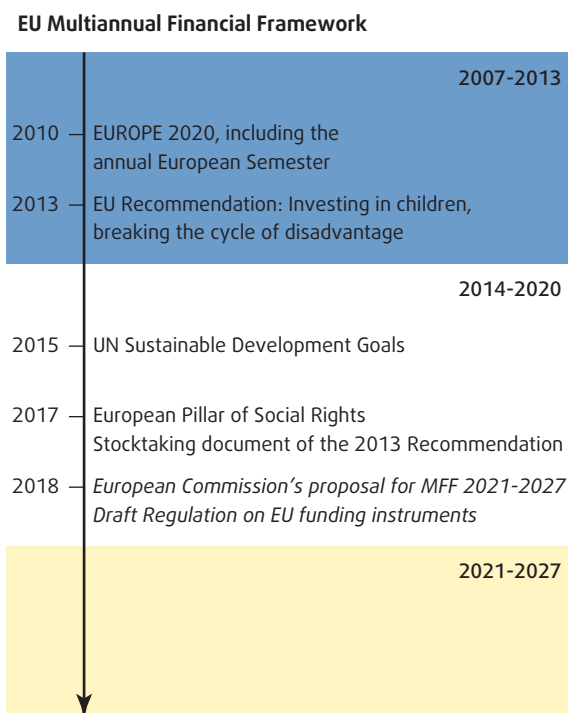 EU Multiannual Financial Framework
2007-2013
2010 EUROPE 2020, including the
annual European Semester
2013 EU Recommendation: Investing in children,
breaking the cycle of disadvantage
2014-2020
2015 UN Sustainable Development Goals
2017 European Pillar of Social Rights
Stocktaking document of the 2013 Recommendation
2018 European Commission’s proposal for MFF 2021-2027
Draft Regulation on EU funding instruments
2021-2027